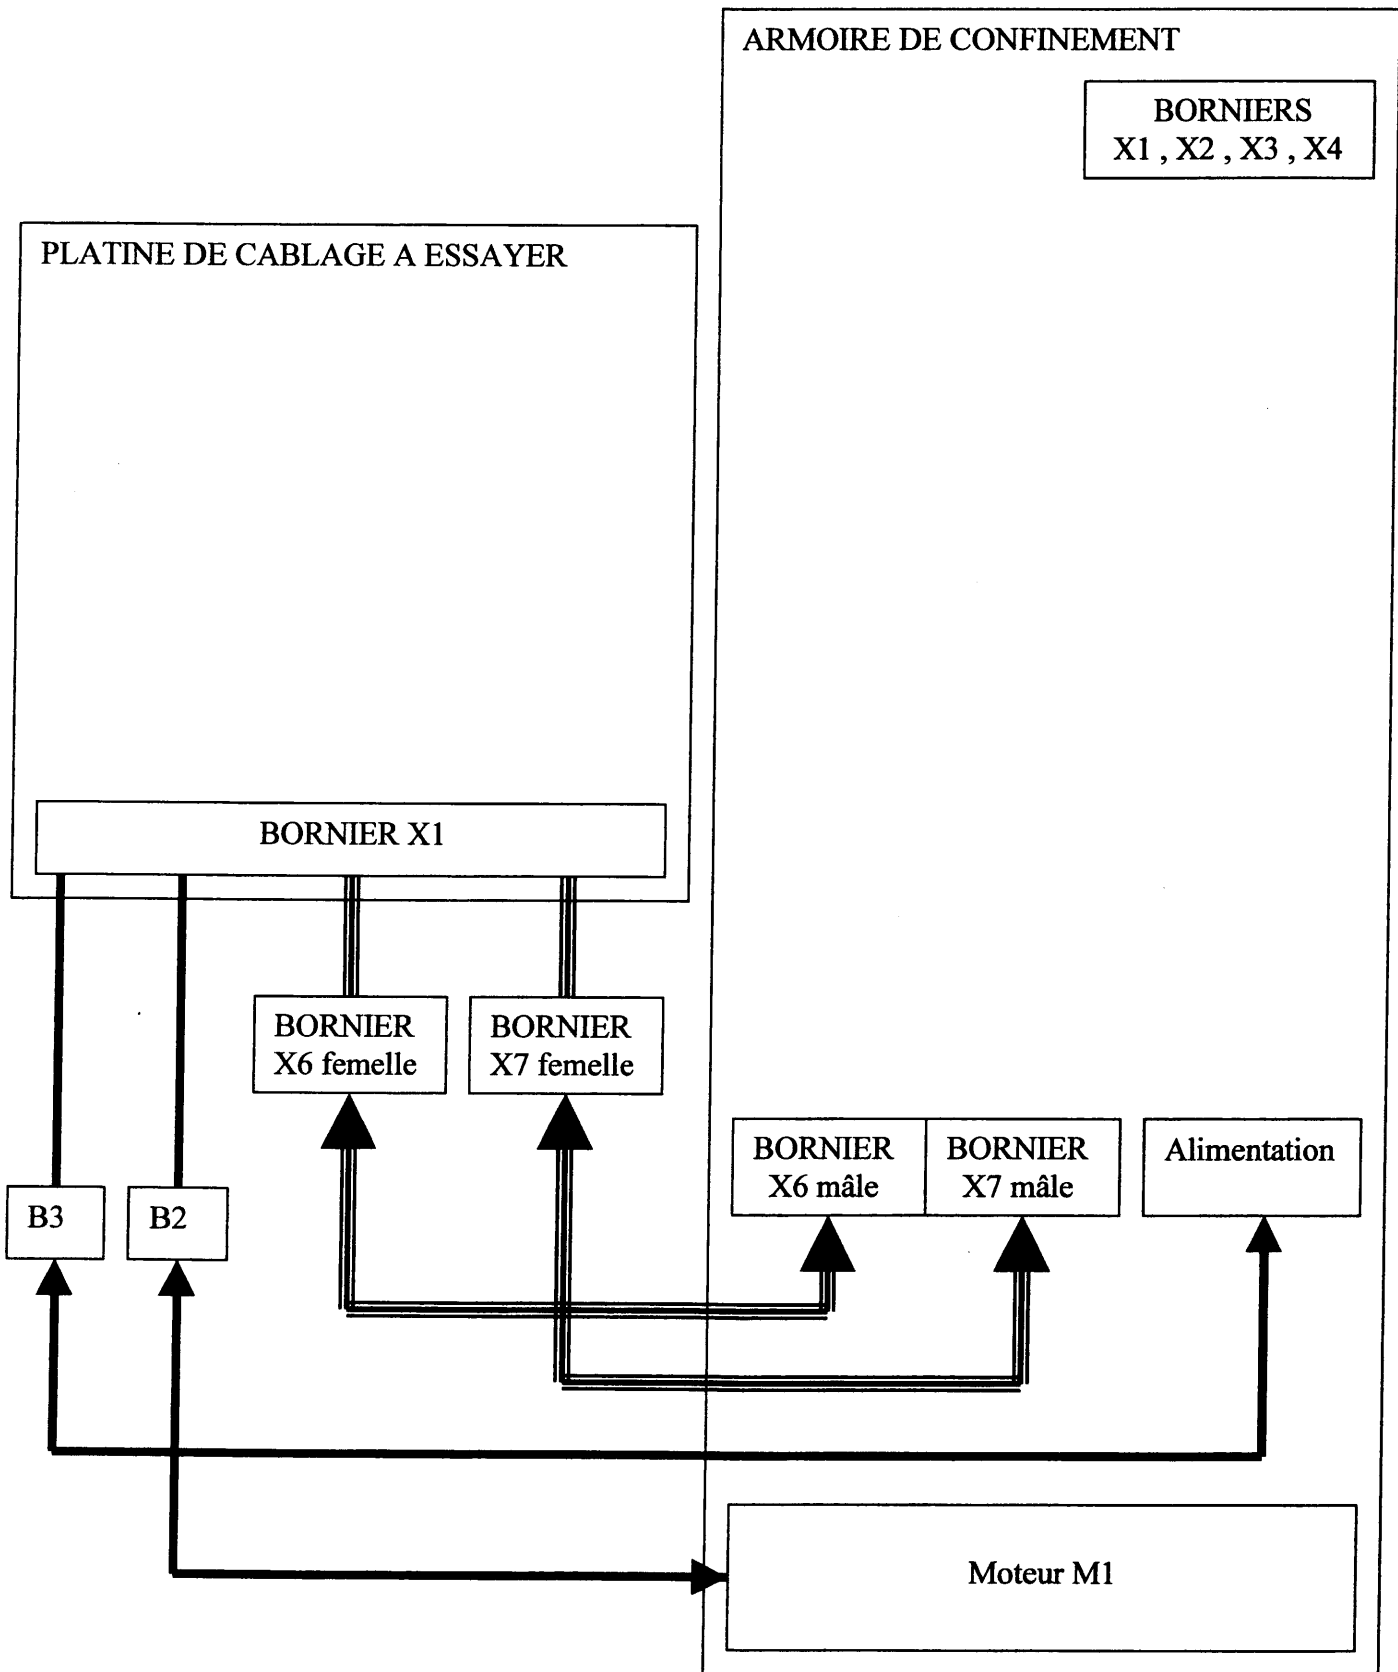 ARMOIRE DE CONFINEMENT
BORNIERS
X1 , X2 , X3 , X4
PLATINE DE CABLAGE A ESSAYER
BORNIER X1
BORNIER
X6 femelle
BORNIER
X7 femelle
BORNIER
X6 mâle
BORNIER
X7 mâle
Alimentation
B3
B2
Moteur M1